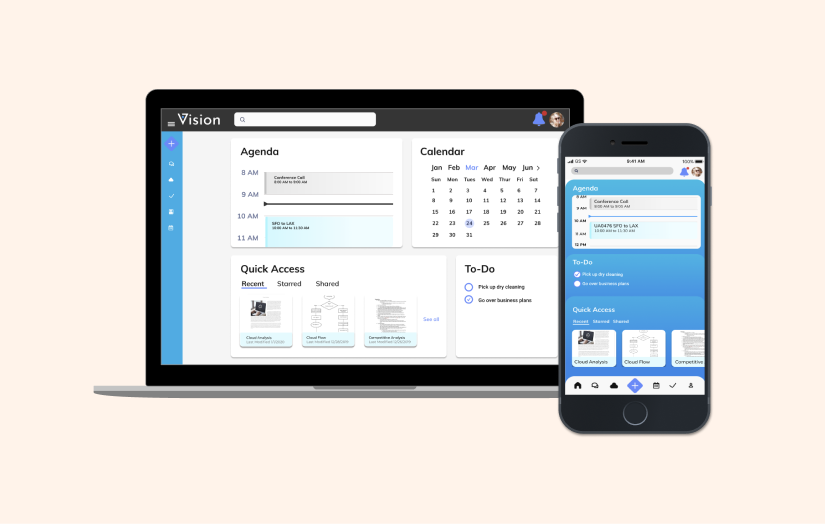 Vision
Agenda
8 AM
Conference Call
8:00 AM to 9:00 AM
9 AM
10 AM
SFO to LAX
10:00 AM to 11:30 AM
11 AM
Calendar
Jan Feb Mar Apr May Jun
Sun Mon Tues Wed Thu Fri Sat
1 2 3 4 5 6 7
8 9 10 11 12 13 14
15 16 17 18 19 20 21
22 23 24 25 26 27 28
29 30 31
Quick Access
Recent Starred Shared
Cloud Analysis
Cloud Flow
Competitive Analysis
See all
To-Do
Pick up dry cleaning
Go over business plans
9:41 AM
100%
Agenda
8 AM
Conference Call
8:00 AM to 9:00 AM
9 AM
10 AM
UA0476 SFO to LAX
10:00 AM to 11:30 AM
11 AM
12 PM
To-Do
Pick up dry cleaning
Go over business plans
Quick Access
Recent Starred Shared
Cloud Analysis
Cloud Flow
Competitive